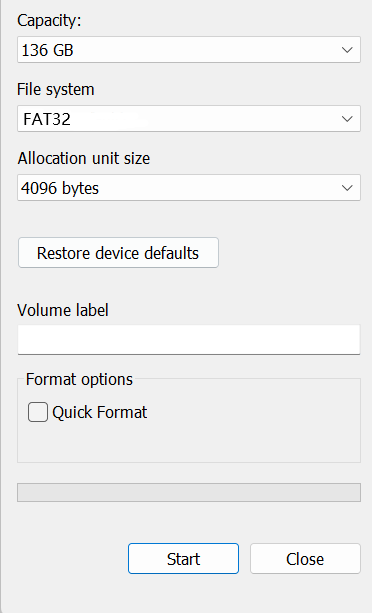 Capacity:
136 GB
File system
FAT32
Allocation unit size
4096 bytes
Restore device defaults
Volume label
Format options
Quick Format
Start
Close